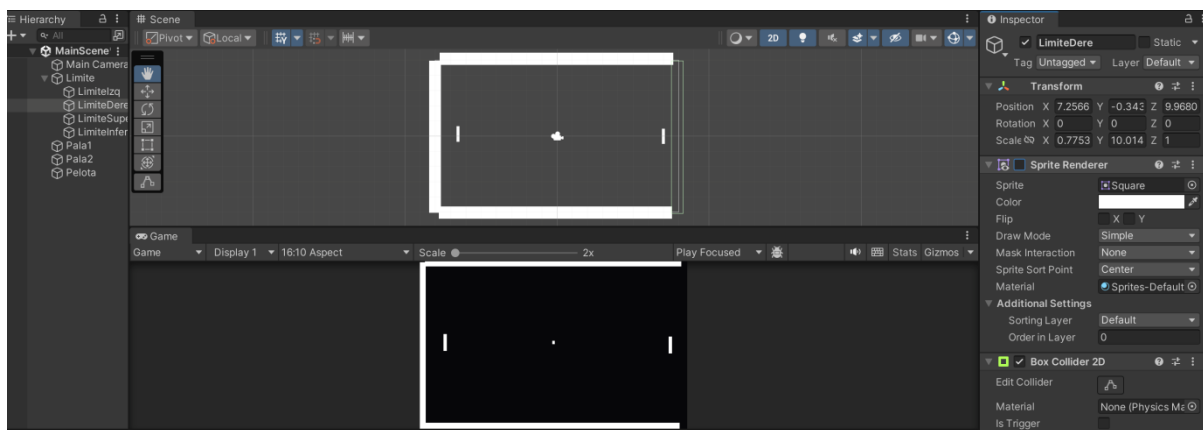 Hierarchy
All
MainScene
Main Camera
Limite
LimiteIzq
LimiteDere
LimiteSupe
LimiteInfer
Pala1
Pala2
Pelota
Scene
Pivot Local 2D
Game
Game Display 1 16:10 Aspect Scale 2x Play Focused Stats Gizmos
Inspector
LimiteDere Static
Tag Untagged Layer Default
Transform
Position X 7.2566 Y -0.343 Z 9.9680
Rotation X 0 Y 0 Z 0
Scale X 0.7753 Y 10.014 Z 1
Sprite Renderer
Sprite Square
Color
Flip X Y
Draw Mode Simple
Mask Interaction None
Sprite Sort Point Center
Material Sprites-Default
Additional Settings
Sorting Layer Default
Order in Layer 0
Box Collider 2D
Edit Collider
Material None (Physics Ma
Is Trigger